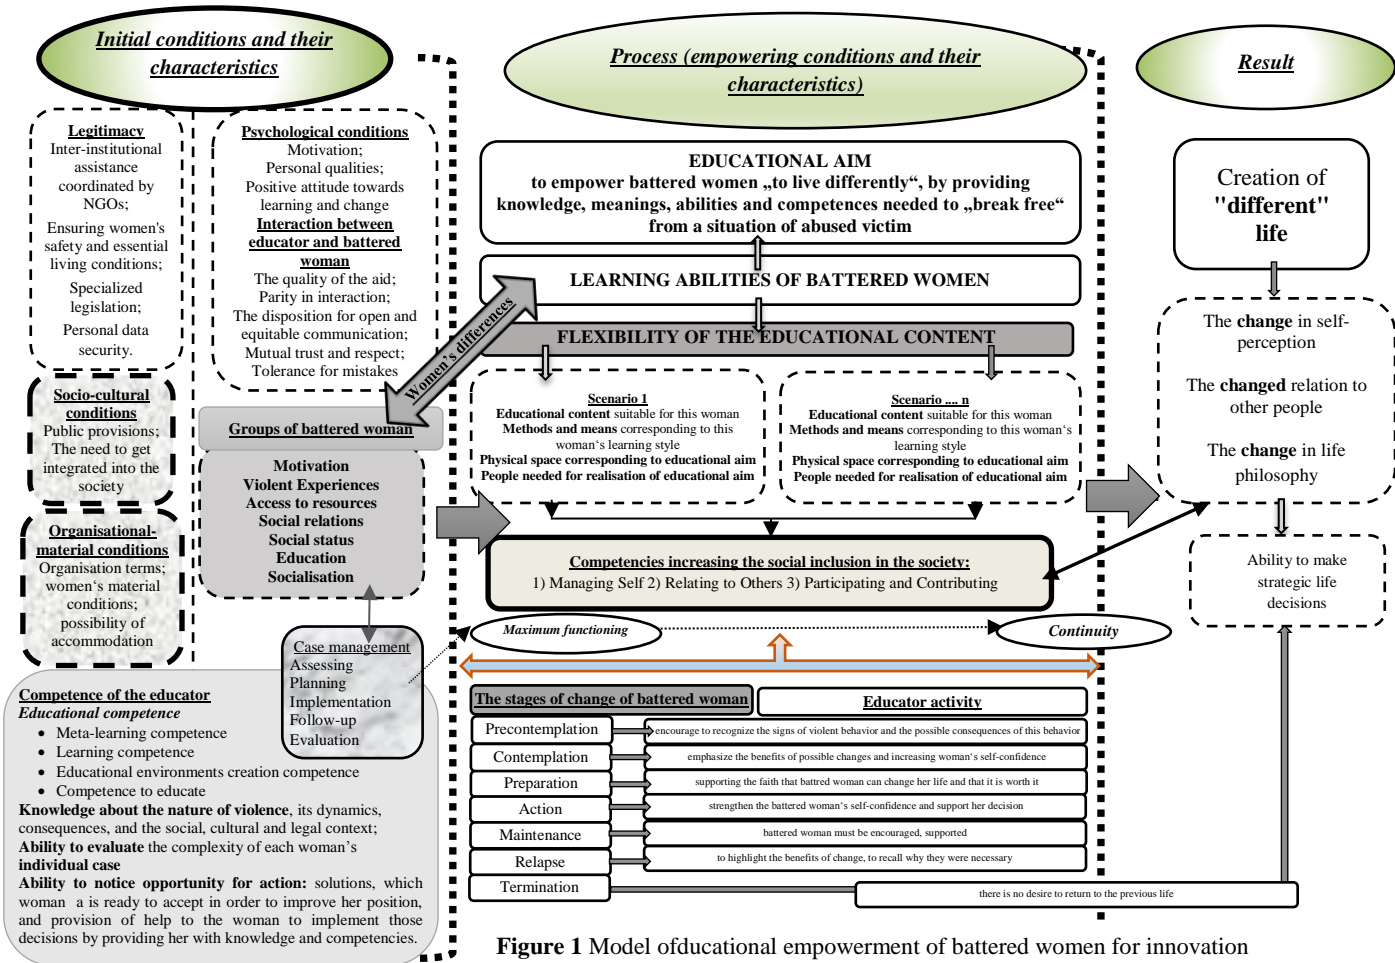 Initial conditions and their
characteristics
Legitimacy
Inter-institutional
assistance
coordinated by
NGOs;
Ensuring women's
safety and essential
living conditions;
Specialized
legislation;
Personal data
security.
Psychological conditions
Motivation;
Personal qualities;
Positive attitude towards
learning and change
Interaction between
educator and battered
woman
The quality of the aid;
Parity in interaction;
The disposition for open and
equitable communication;
Mutual trust and respect;
Tolerance for mistakes
Socio-cultural
conditions
Public provisions;
The need to get
integrated into the
society
Organisational-
material conditions
Organisation terms;
women‘s material
conditions;
possibility of
accommodation
Groups of battered woman
Motivation
Violent Experiences
Access to resources
Social relations
Social status
Education
Socialisation
Women’s differences
Case management
Assessing
Planning
Implementation
Follow-up
Evaluation
Competence of the educator
Educational competence
• Meta-learning competence
• Learning competence
• Educational environments creation competence
• Competence to educate
Knowledge about the nature of violence, its dynamics,
consequences, and the social, cultural and legal context;
Ability to evaluate the complexity of each woman’s
individual case
Ability to notice opportunity for action: solutions, which
woman a is ready to accept in order to improve her position,
and provision of help to the woman to implement those
decisions by providing her with knowledge and competencies.
Process (empowering conditions and their
characteristics)
EDUCATIONAL AIM
to empower battered women „to live differently“, by providing
knowledge, meanings, abilities and competences needed to „break free“
from a situation of abused victim
LEARNING ABILITIES OF BATTERED WOMEN
FLEXIBILITY OF THE EDUCATIONAL CONTENT
Scenario 1
Educational content suitable for this woman
Methods and means corresponding to this
woman‘s learning style
Physical space corresponding to educational aim
People needed for realisation of educational aim
Scenario .... n
Educational content suitable for this woman
Methods and means corresponding to this woman‘s
learning style
Physical space corresponding to educational aim
People needed for realisation of educational aim
Competencies increasing the social inclusion in the society:
1) Managing Self 2) Relating to Others 3) Participating and Contributing
Maximum functioning
Continuity
The stages of change of battered woman
Educator activity
Precontemplation
encourage to recognize the signs of violent behavior and the possible consequences of this behavior
Contemplation
emphasize the benefits of possible changes and increasing woman‘s self-confidence
Preparation
supporting the faith that battred woman can change her life and that it is worth it
Action
strengthen the battered woman‘s self-confidence and support her decision
Maintenance
battered woman must be encouraged, supported
Relapse
to highlight the benefits of change, to recall why they were necessary
Termination
there is no desire to return to the previous life
Result
Creation of
"different"
life
The change in self-
perception
The changed relation to
other people
The change in life
philosophy
Ability to make
strategic life
decisions
Figure 1 Model ofducational empowerment of battered women for innovation